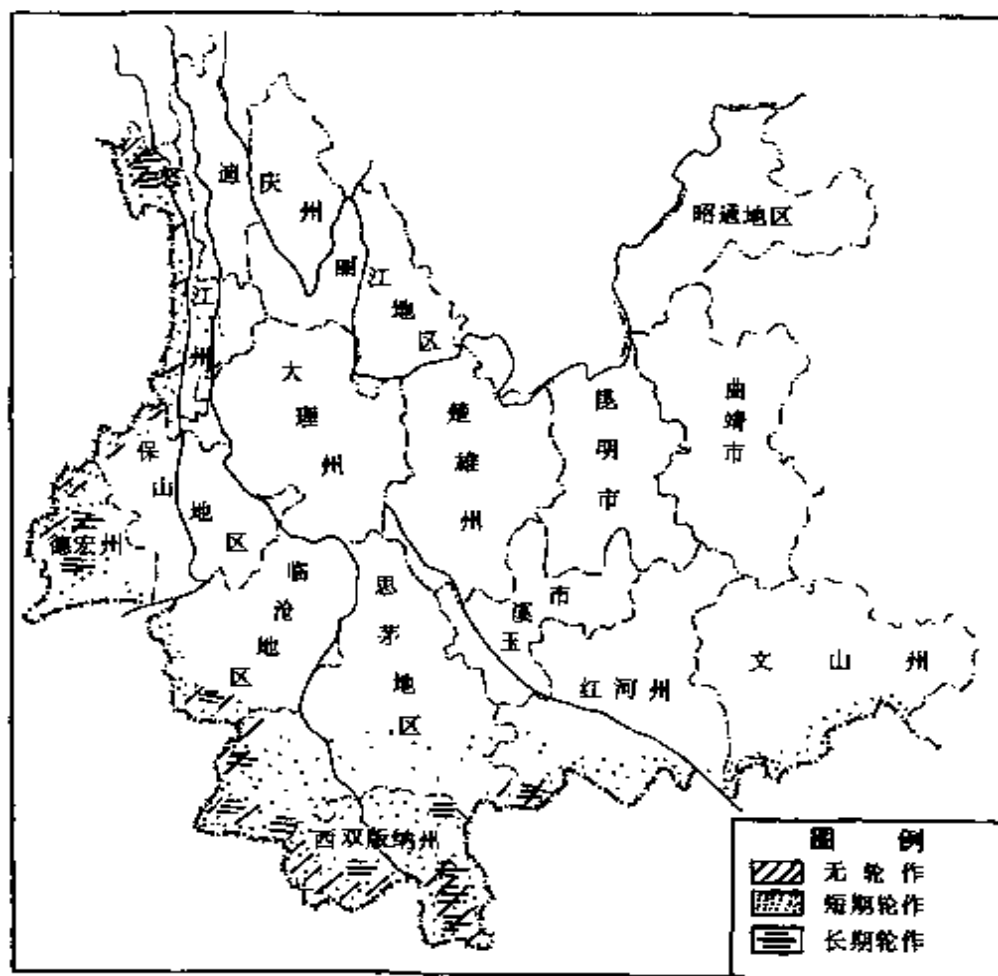 怒江州
迪庆州
丽江地区
昭通地区
大理州
楚雄州
昆明市
曲靖市
保山地区
德宏州
临沧地区
思茅地区
玉溪市
红河州
文山州
西双版纳州
图 例
无轮作
短期轮作
长期轮作